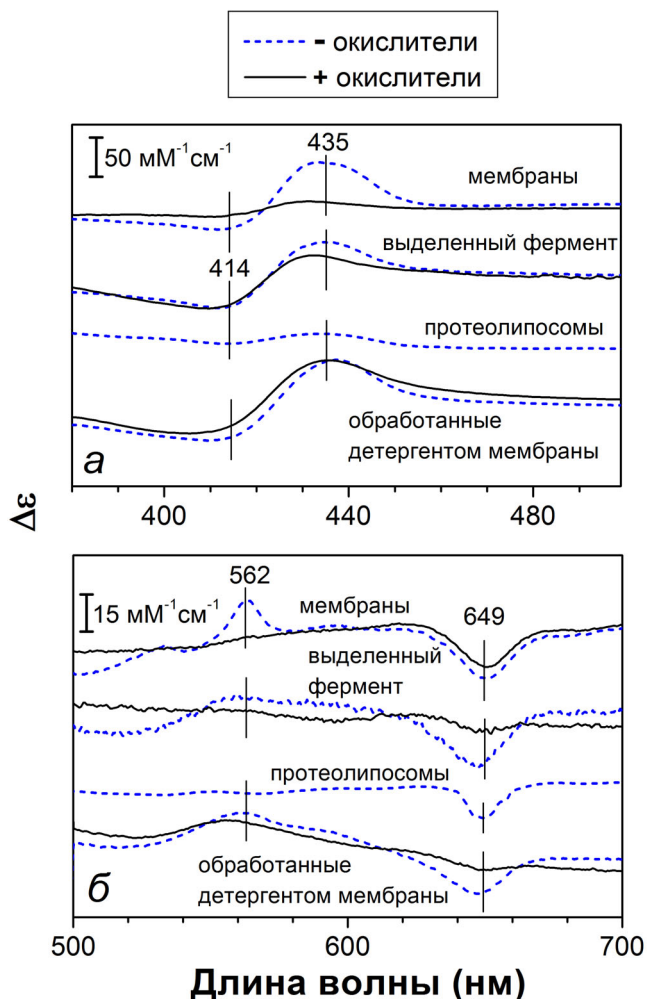 - окислители
+ окислители
50 мМ⁻¹см⁻¹
435
мембраны
выделенный фермент
414
протеолипосомы
обработанные
детергентом мембраны
а
400 440 480
Δε
562
15 мМ⁻¹см⁻¹
мембраны
649
выделенный
фермент
протеолипосомы
обработанные
детергентом мембраны
б
500 600 700
Длина волны (нм)